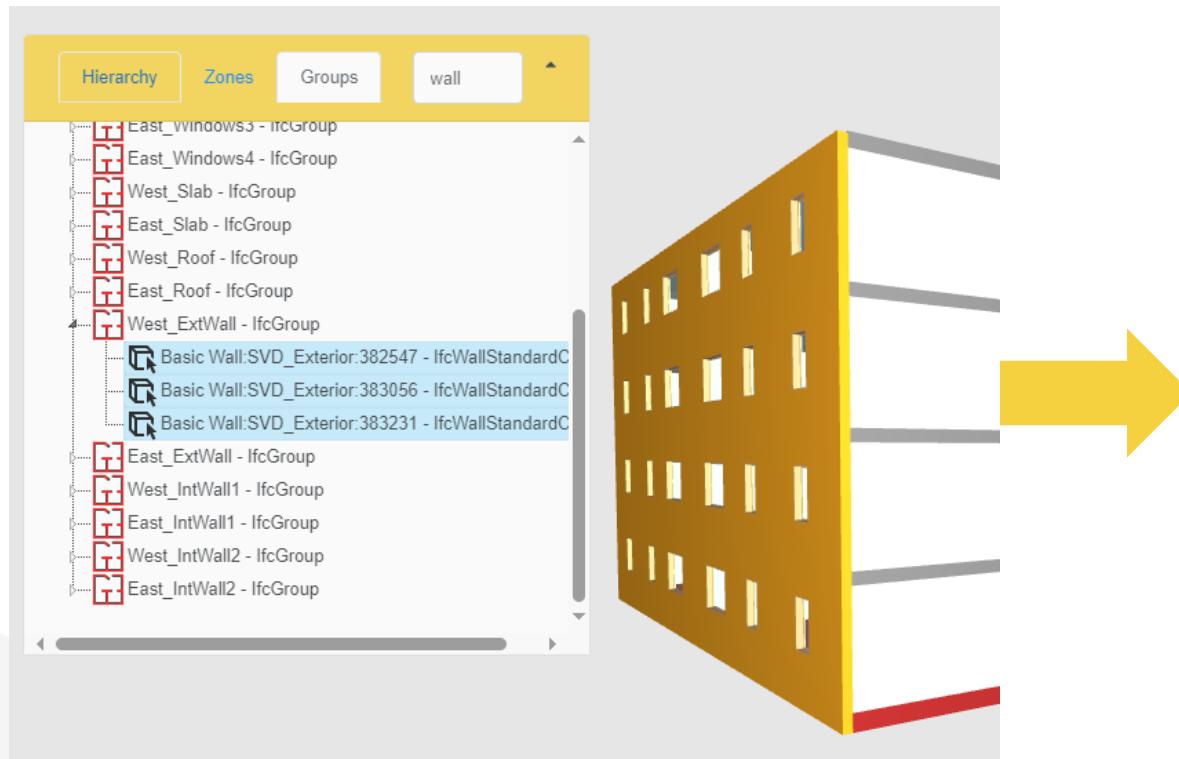 Hierarchy Zones Groups wall
East_Windows3 - IfcGroup
East_Windows4 - IfcGroup
West_Slab - IfcGroup
East_Slab - IfcGroup
West_Roof - IfcGroup
East_Roof - IfcGroup
West_ExtWall - IfcGroup
Basic Wall:SVD_Exterior:382547 - IfcWallStandardC
Basic Wall:SVD_Exterior:383056 - IfcWallStandardC
Basic Wall:SVD_Exterior:383231 - IfcWallStandardC
East_ExtWall - IfcGroup
West_IntWall1 - IfcGroup
East_IntWall1 - IfcGroup
West_IntWall2 - IfcGroup
East_IntWall2 - IfcGroup